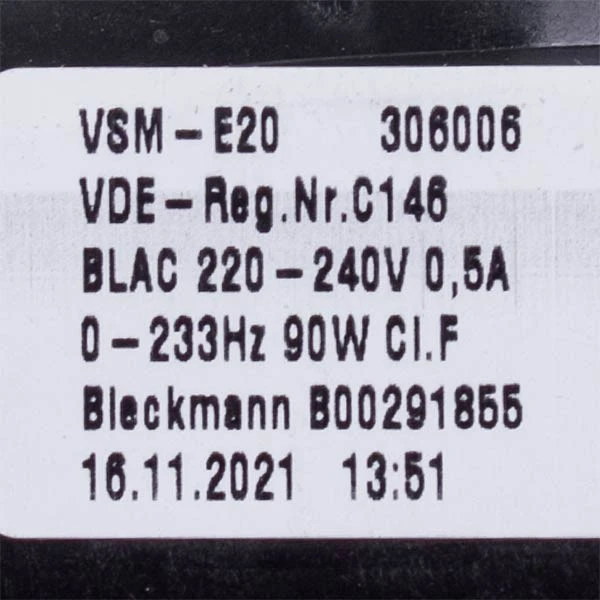 VSM-E20 306006
VDE-Reg.Nr.C146
BLAC 220-240V 0,5A
0-233Hz 90W Cl.F
Bleckmann B00291855
16.11.2021 13:51